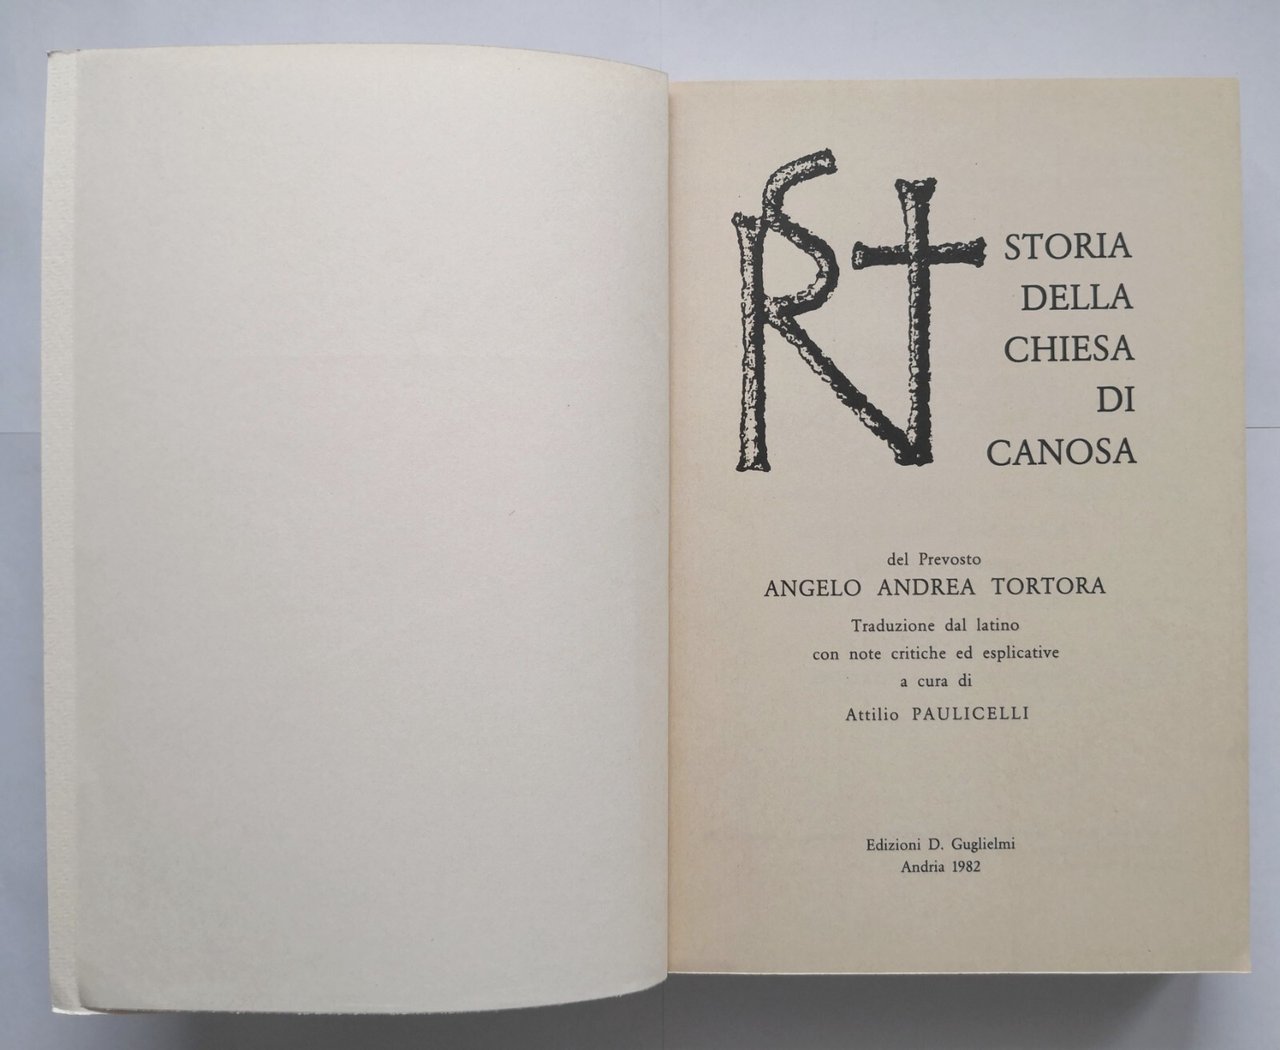 STORIA
DELLA
CHIESA
DI
CANOSA
del Prevosto
ANGELO ANDREA TORTORA
Traduzione dal latino
con note critiche ed esplicative
a cura di
Attilio PAULICELLI
Edizioni D. Guglielmi
Andria 1982